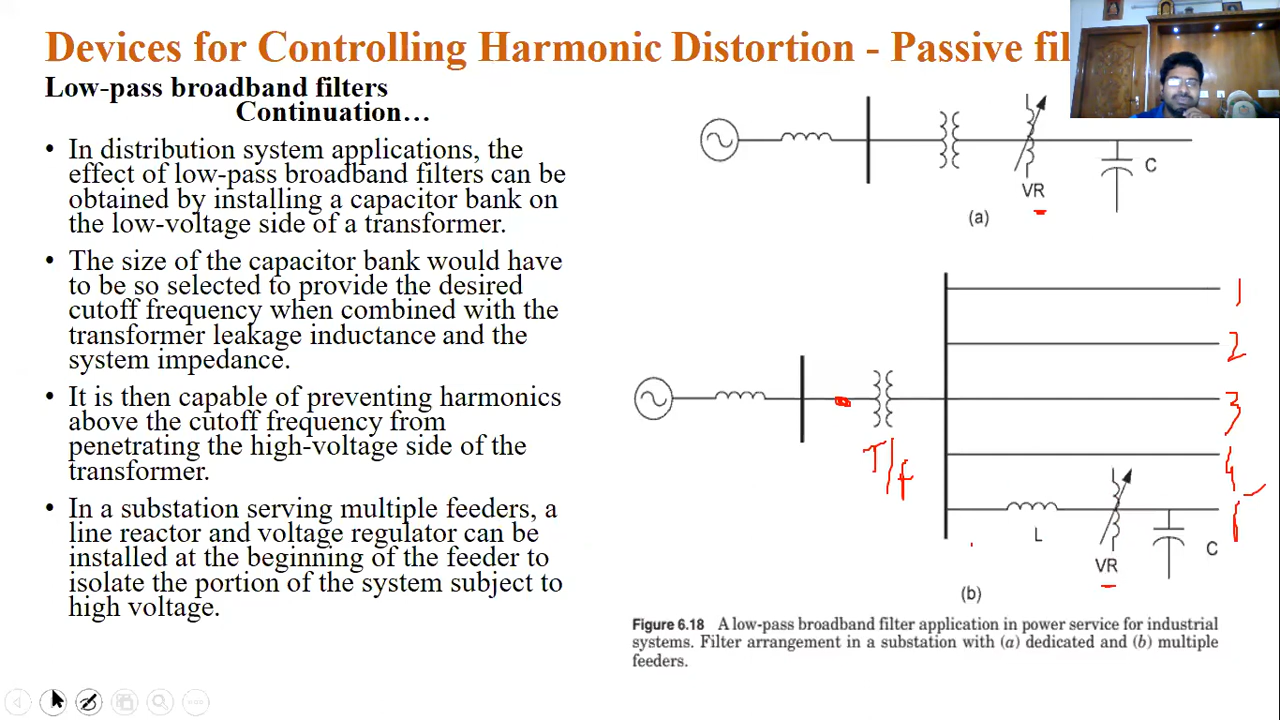 Devices for Controlling Harmonic Distortion - Passive fil
Low-pass broadband filters
Continuation…
• In distribution system applications, the
effect of low-pass broadband filters can be
obtained by installing a capacitor bank on
the low-voltage side of a transformer.
• The size of the capacitor bank would have
to be so selected to provide the desired
cutoff frequency when combined with the
transformer leakage inductance and the
system impedance.
• It is then capable of preventing harmonics
above the cutoff frequency from
penetrating the high-voltage side of the
transformer.
• In a substation serving multiple feeders, a
line reactor and voltage regulator can be
installed at the beginning of the feeder to
isolate the portion of the system subject to
high voltage.
C
VR
(a)
1
2
3
T/f
4
L
C
VR
(b)
Figure 6.18 A low-pass broadband filter application in power service for industrial
systems. Filter arrangement in a substation with (a) dedicated and (b) multiple
feeders.